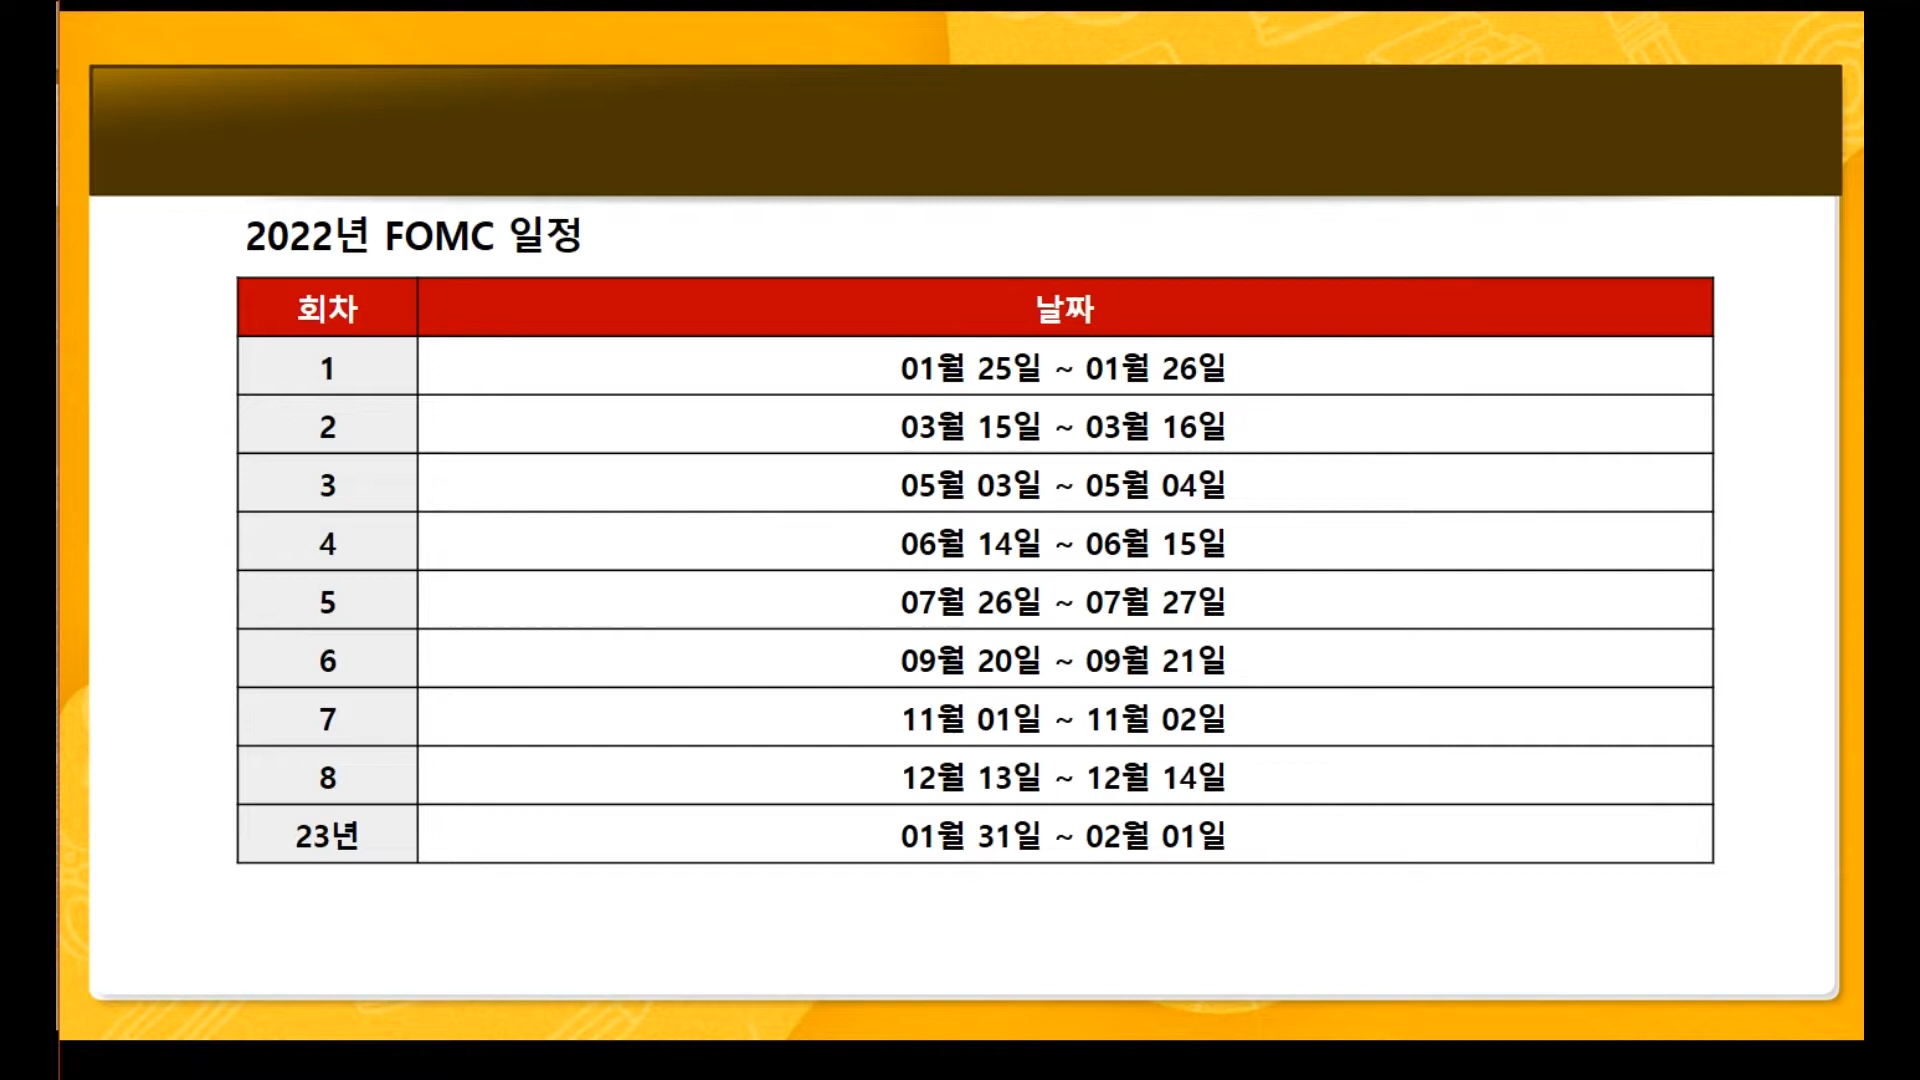 2022년 FOMC 일정
회차 날짜
1 01월 25일 ~ 01월 26일
2 03월 15일 ~ 03월 16일
3 05월 03일 ~ 05월 04일
4 06월 14일 ~ 06월 15일
5 07월 26일 ~ 07월 27일
6 09월 20일 ~ 09월 21일
7 11월 01일 ~ 11월 02일
8 12월 13일 ~ 12월 14일
23년 01월 31일 ~ 02월 01일